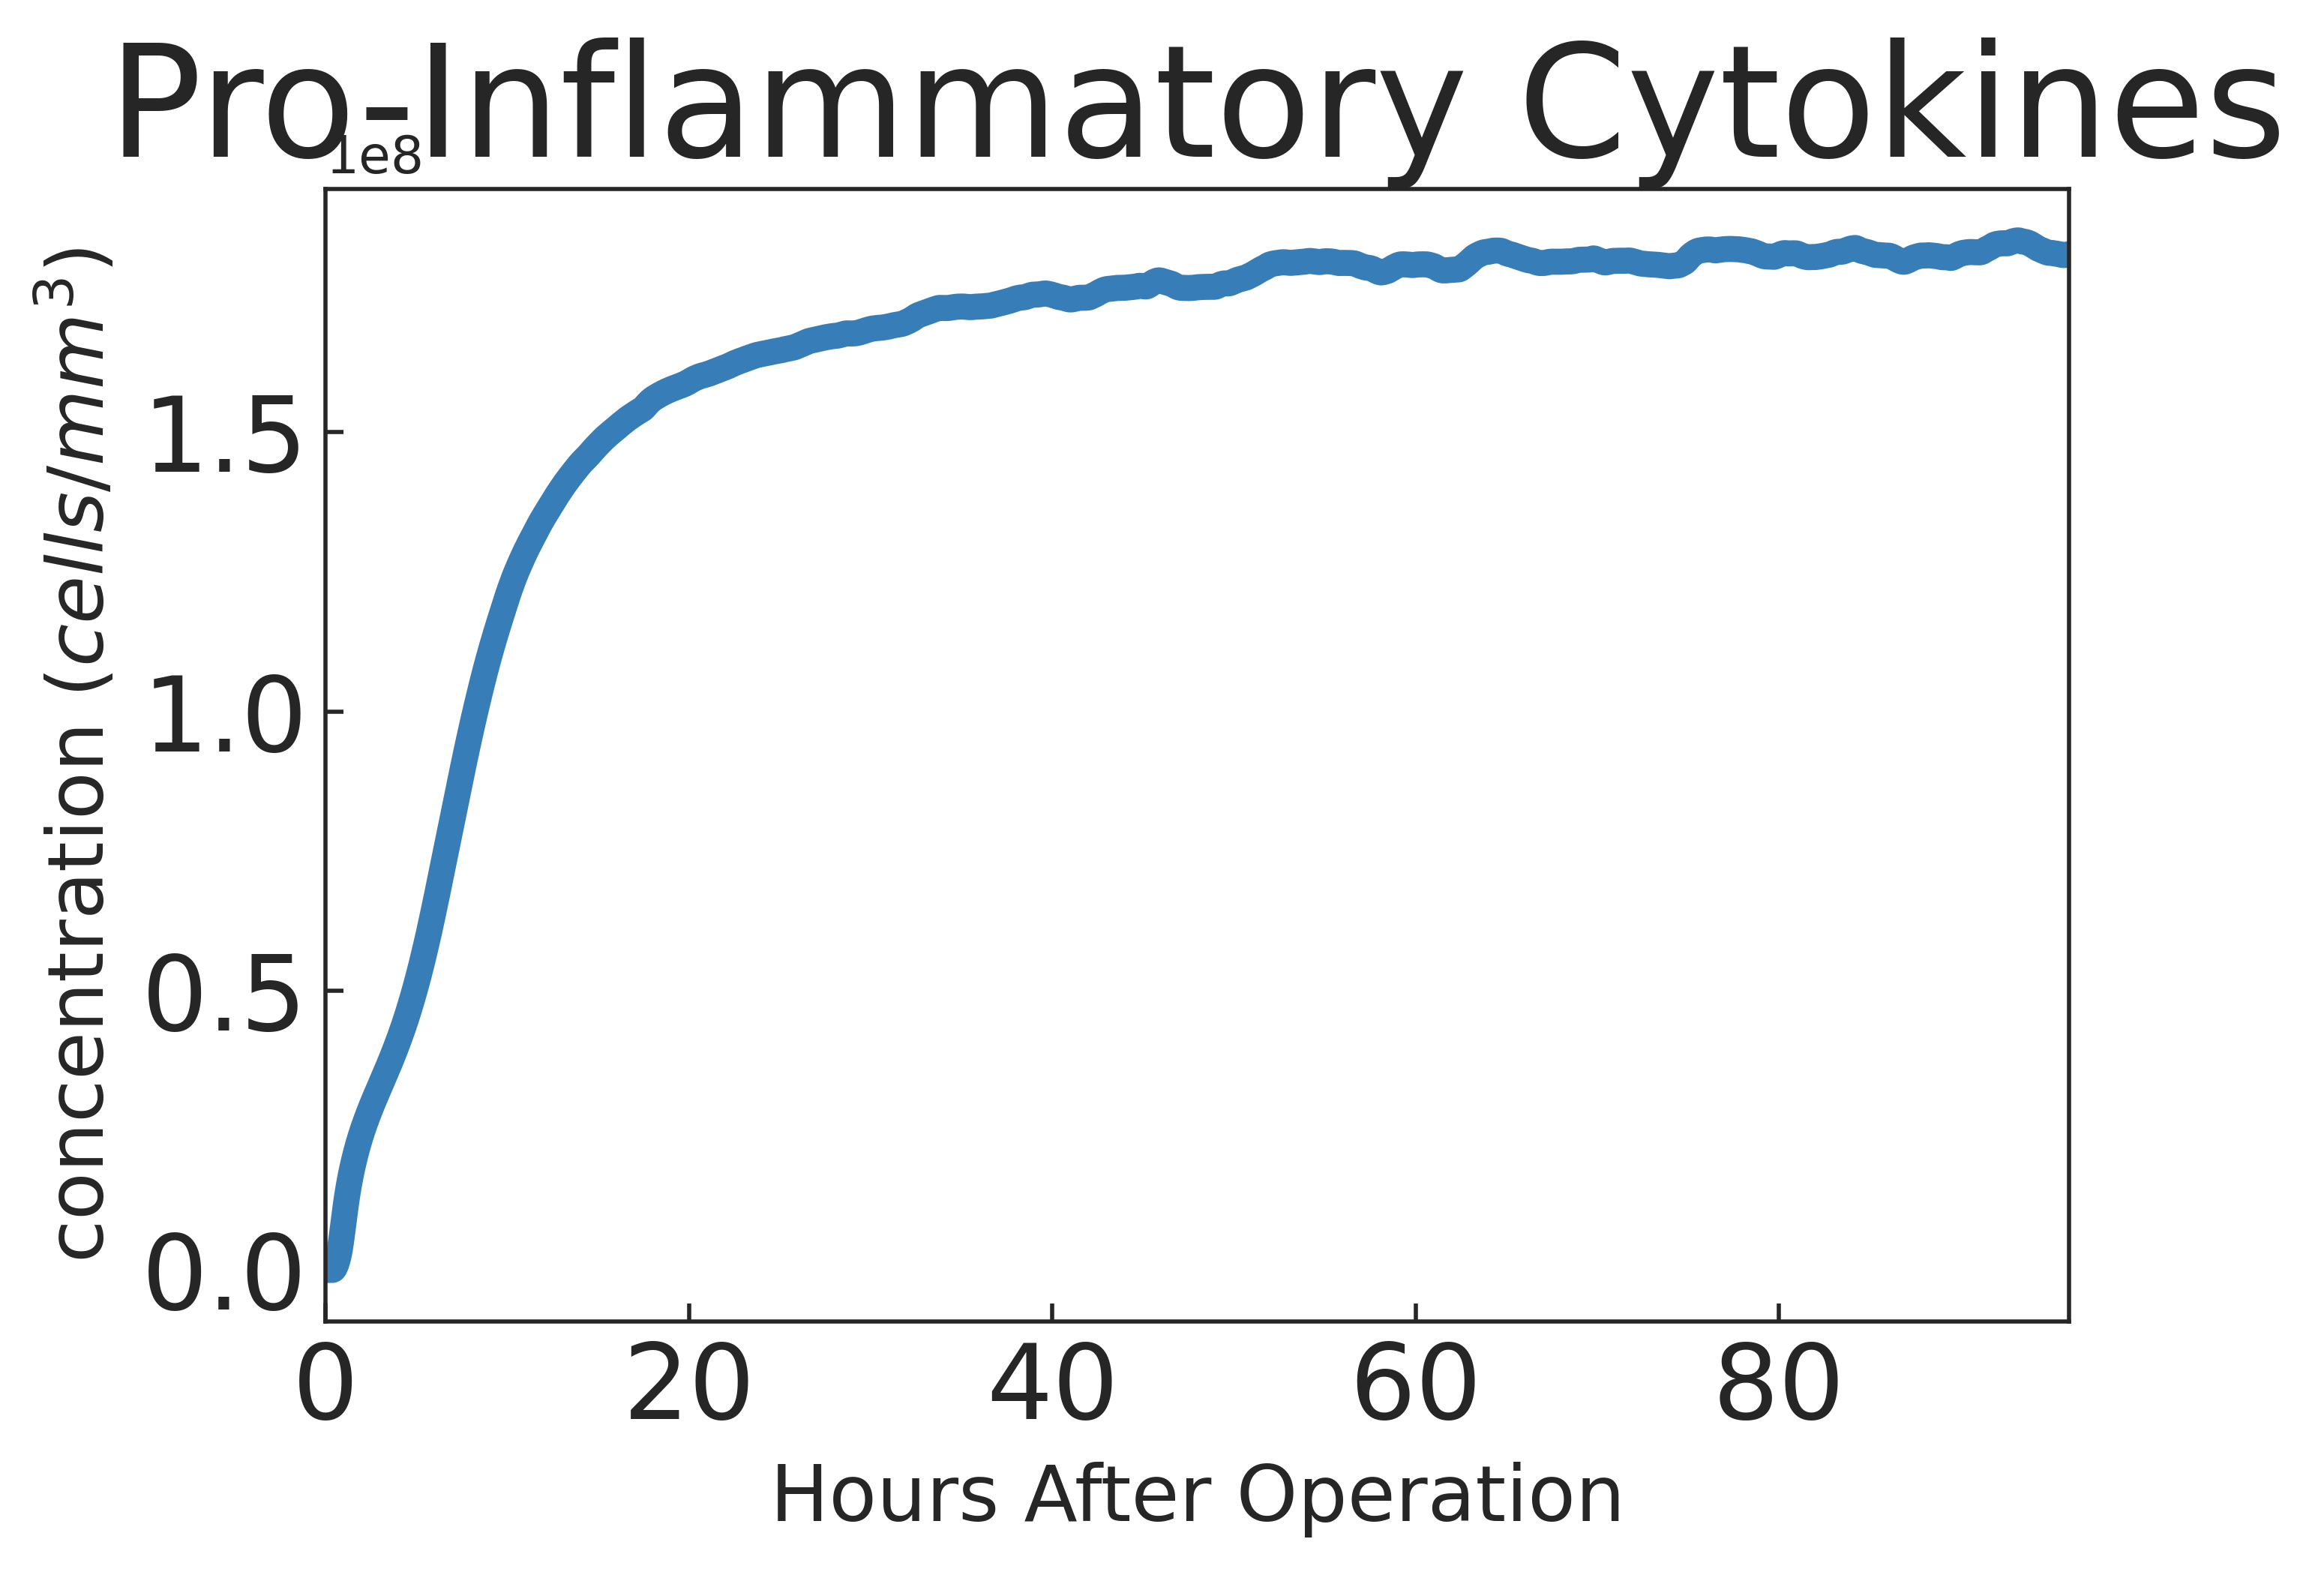 Pro-Inflammatory Cytokines
1e8
concentration (cells/mm³)
1.5
1.0
0.5
0.0
0 20 40 60 80
Hours After Operation